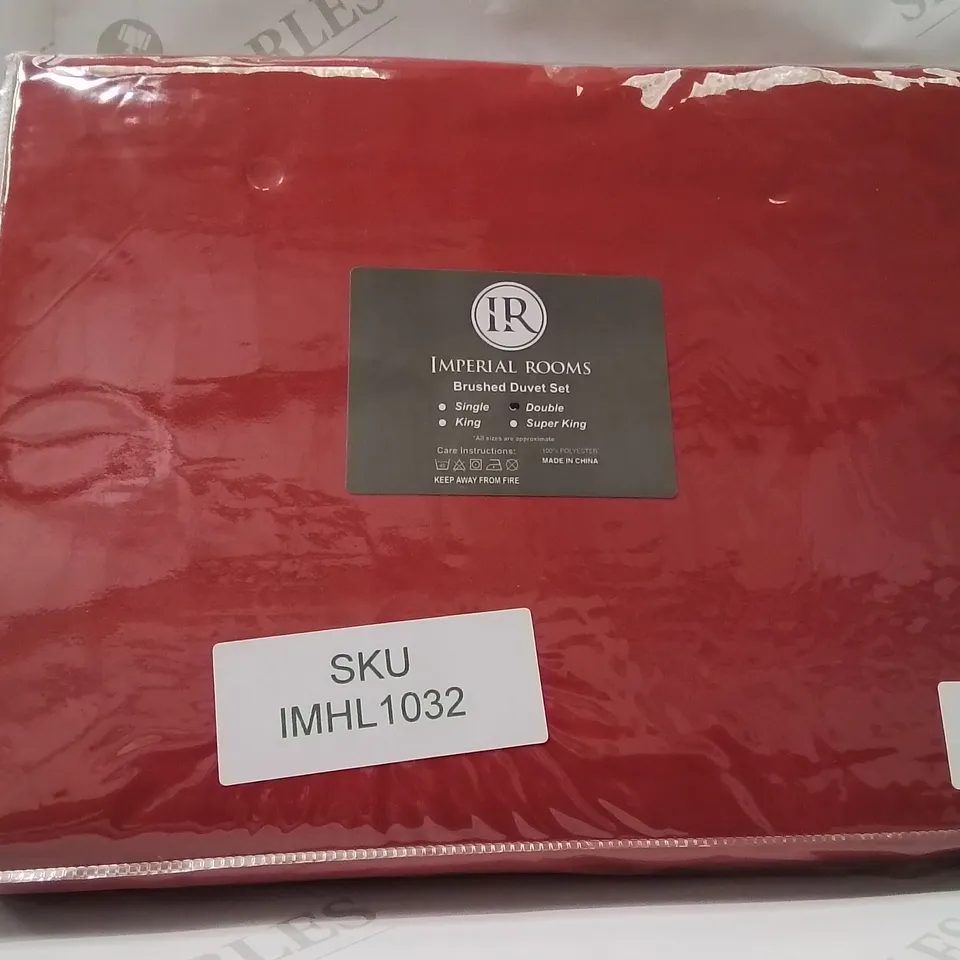 IR
IMPERIAL ROOMS
Brushed Duvet Set
Single Double
King Super King
*All sizes are approximate
Care Instructions: 100% POLYESTER
MADE IN CHINA
KEEP AWAY FROM FIRE
SKU
IMHL1032